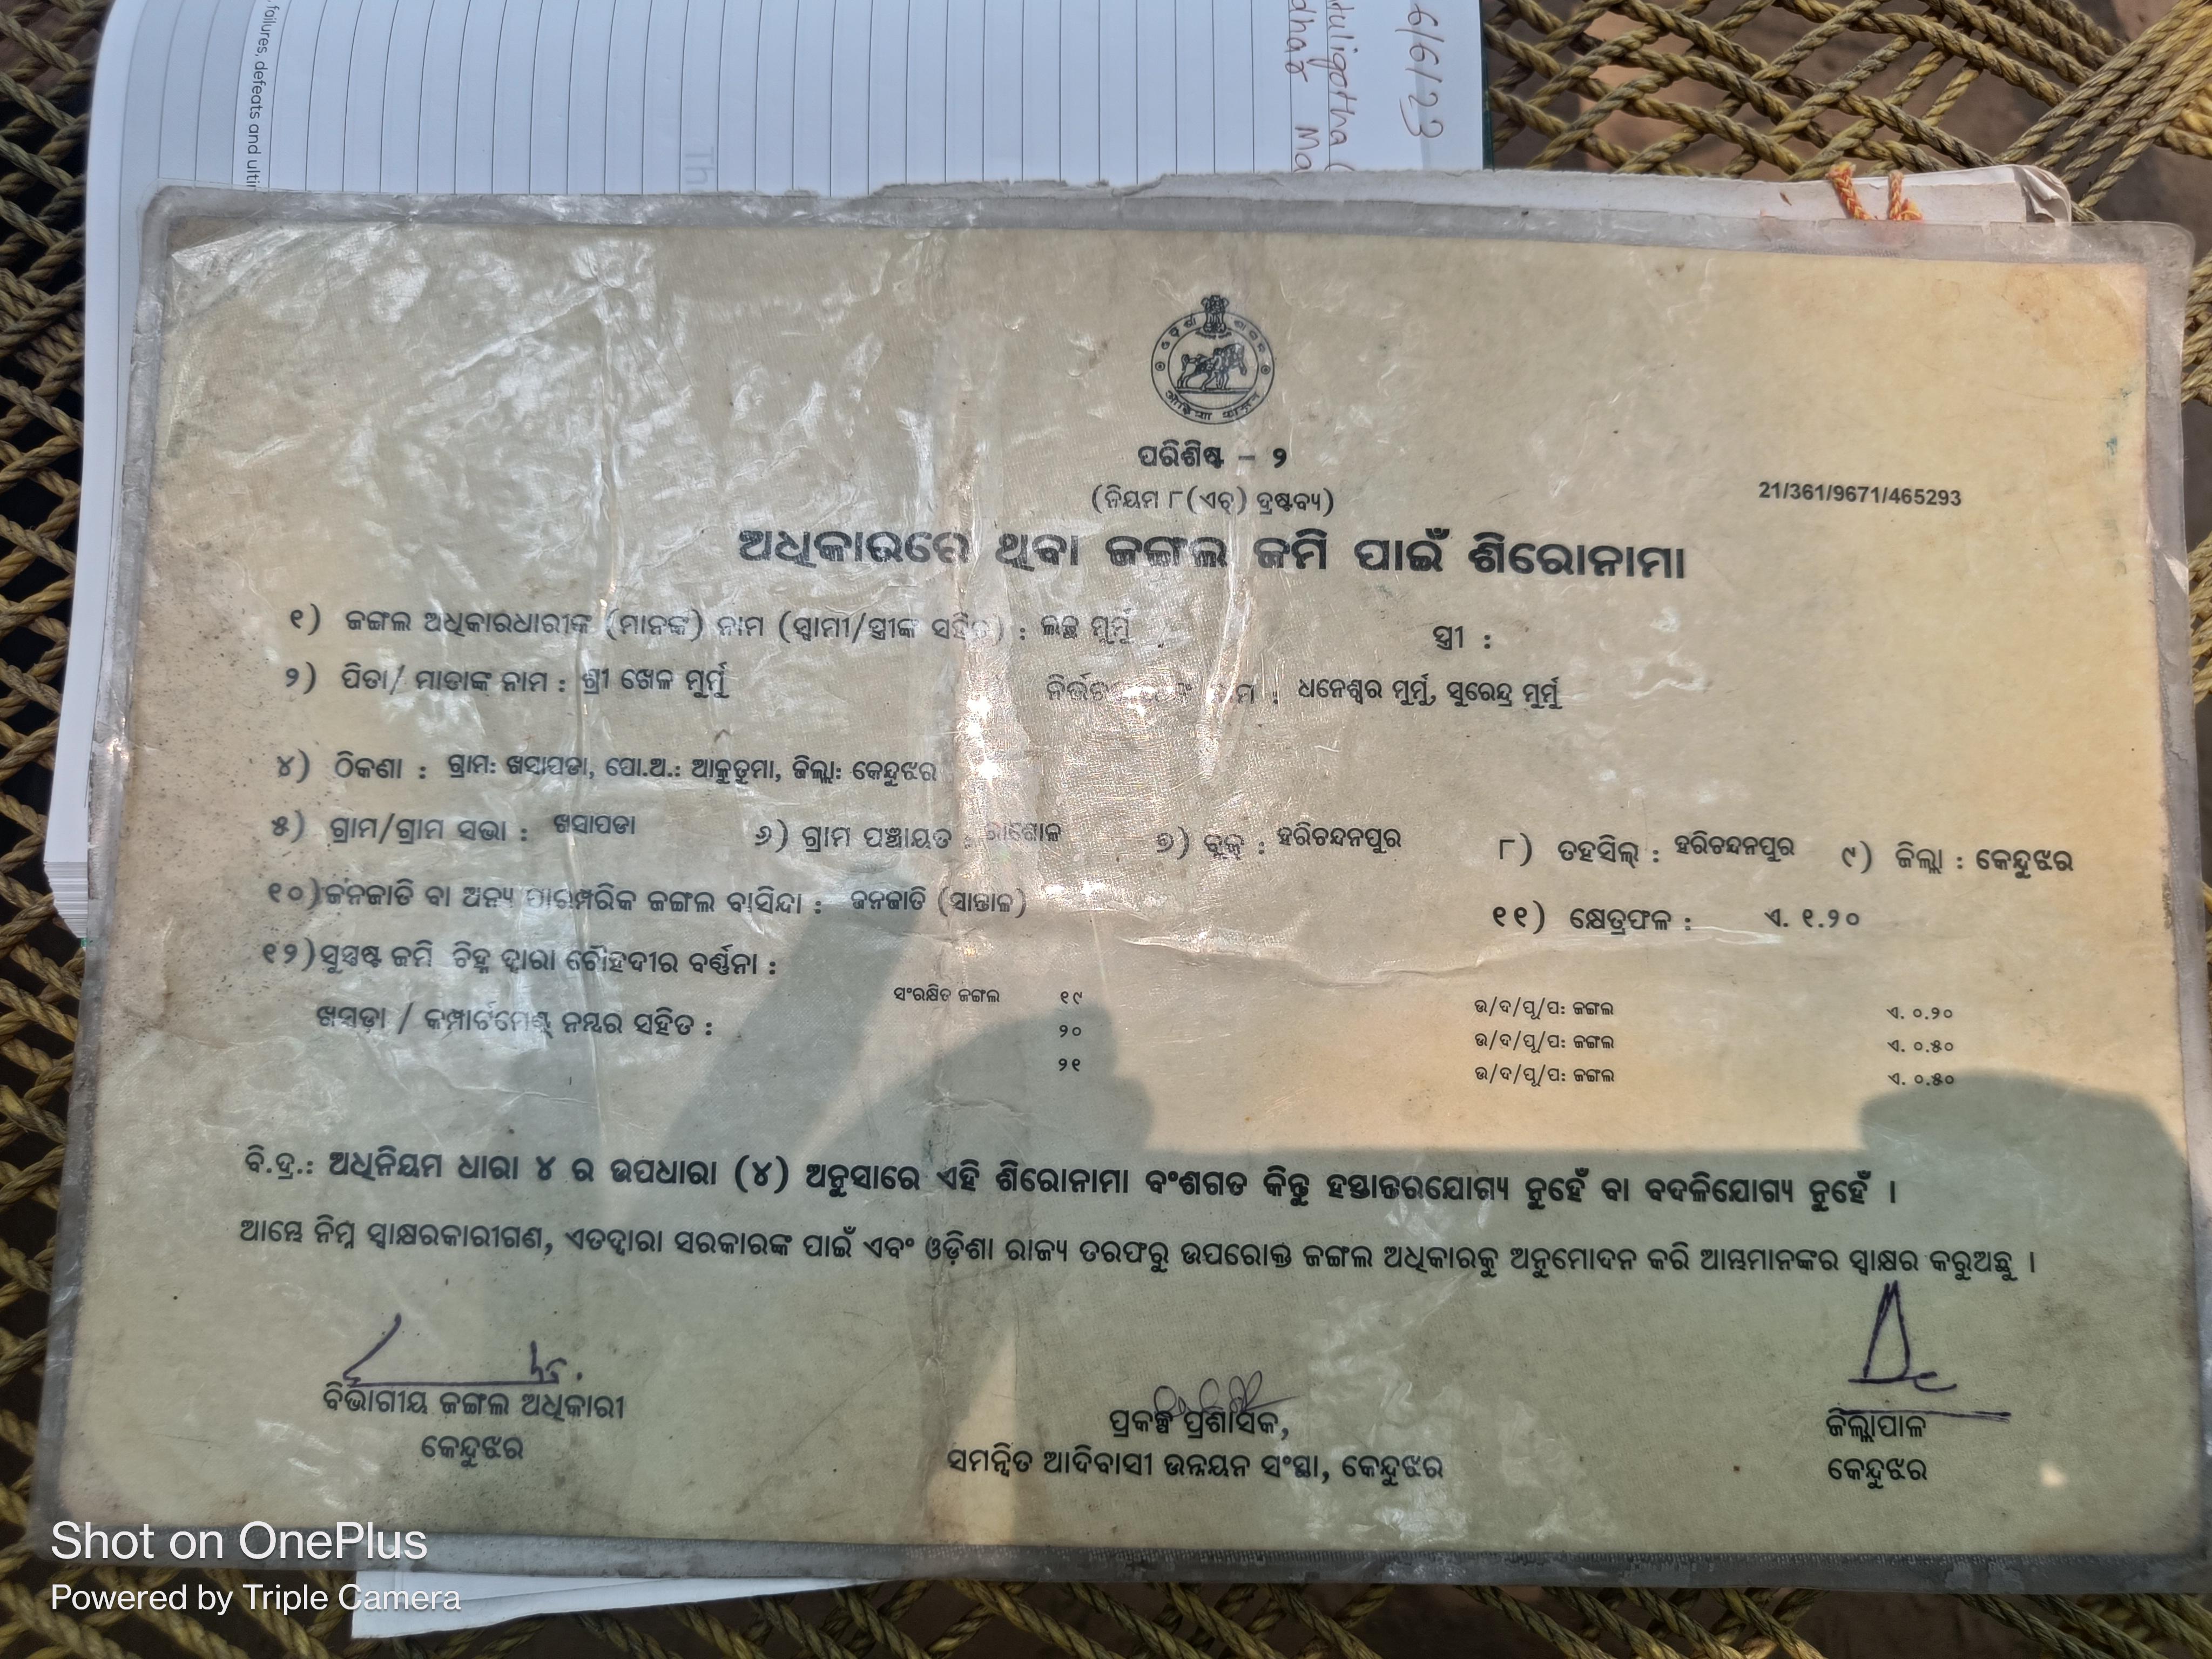 failures, defeats and ultim
6/6/23
ପରିଶିଷ୍ଟ – ୨
(ନିୟମ ୮(ଏଚ୍) ଦ୍ରଷ୍ଟବ୍ୟ)
21/361/9671/465293
ଅଧିକାରରେ ଥିବା ଜଙ୍ଗଲ ଜମି ପାଇଁ ଶିରୋନାମା
୧) ଜଙ୍ଗଲ ଅଧିକାରଧାରୀଙ୍କ (ମାନଙ୍କ) ନାମ (ସ୍ଵାମୀ/ସ୍ତ୍ରୀଙ୍କ ସହିତ) : ମୁର୍ମୁ ସ୍ତ୍ରୀ :
୨) ପିତା/ ମାତାଙ୍କ ନାମ : ଶ୍ରୀ ଖେଳ ମୁର୍ମୁ : ଧନେଶ୍ୱର ମୁର୍ମୁ, ସୁରେନ୍ଦ୍ର ମୁର୍ମୁ
୪) ଠିକଣା : ଗ୍ରାମ: ଖସାପଡା, ପୋ.ଅ.: ଆଳୁତୁମା, ଜିଲ୍ଲା: କେନ୍ଦୁଝର
୫) ଗ୍ରାମ/ଗ୍ରାମ ସଭା : ଖସାପଡା ୬) ଗ୍ରାମ ପଞ୍ଚାୟତ : ୭) ବ୍ଲକ୍ : ହରିଚନ୍ଦନପୁର ୮) ତହସିଲ୍ : ହରିଚନ୍ଦନପୁର ୯) ଜିଲ୍ଲା : କେନ୍ଦୁଝର
୧୦) ଜନଜାତି ବା ଅନ୍ୟ ପାରମ୍ପରିକ ଜଙ୍ଗଲ ବାସିନ୍ଦା : ଜନଜାତି (ସାନ୍ତାଳ) ୧୧) କ୍ଷେତ୍ରଫଳ : ଏ. ୧.୨୦
୧୨) ସୁସ୍ପଷ୍ଟ ଜମି ଚିହ୍ନ ଦ୍ୱାରା ଚୌହଦୀର ବର୍ଣ୍ଣନା :
ଖସଡ଼ା / କମ୍ପାର୍ଟମେଣ୍ଟ ନମ୍ବର ସହିତ :
ସଂରକ୍ଷିତ ଜଙ୍ଗଲ ୧୯ ଉ/ଦ/ପୂ/ପ: ଜଙ୍ଗଲ ଏ. ୦.୨୦
୨୦ ଉ/ଦ/ପୂ/ପ: ଜଙ୍ଗଲ ଏ. ୦.୫୦
୨୧ ଉ/ଦ/ପୂ/ପ: ଜଙ୍ଗଲ ଏ. ୦.୫୦
ବି.ଦ୍ର.: ଅଧିନିୟମ ଧାରା ୪ ର ଉପଧାରା (୪) ଅନୁସାରେ ଏହି ଶିରୋନାମା ବଂଶଗତ କିନ୍ତୁ ହସ୍ତାନ୍ତରଯୋଗ୍ୟ ନୁହେଁ ବା ବଦଳିଯୋଗ୍ୟ ନୁହେଁ ।
ଆମ୍ଭେ ନିମ୍ନ ସ୍ୱାକ୍ଷରକାରୀଗଣ, ଏତଦ୍ୱାରା ସରକାରଙ୍କ ପାଇଁ ଏବଂ ଓଡ଼ିଶା ରାଜ୍ୟ ତରଫରୁ ଉପରୋକ୍ତ ଜଙ୍ଗଲ ଅଧିକାରକୁ ଅନୁମୋଦନ କରି ଆମ୍ଭମାନଙ୍କର ସ୍ୱାକ୍ଷର କରୁଅଛୁ ।
ବିଭାଗୀୟ ଜଙ୍ଗଲ ଅଧିକାରୀ
କେନ୍ଦୁଝର
ପ୍ରକଳ୍ପ ପ୍ରଶାସକ,
ସମନ୍ୱିତ ଆଦିବାସୀ ଉନ୍ନୟନ ସଂସ୍ଥା, କେନ୍ଦୁଝର
ଜିଲ୍ଲାପାଳ
କେନ୍ଦୁଝର
Shot on OnePlus
Powered by Triple Camera